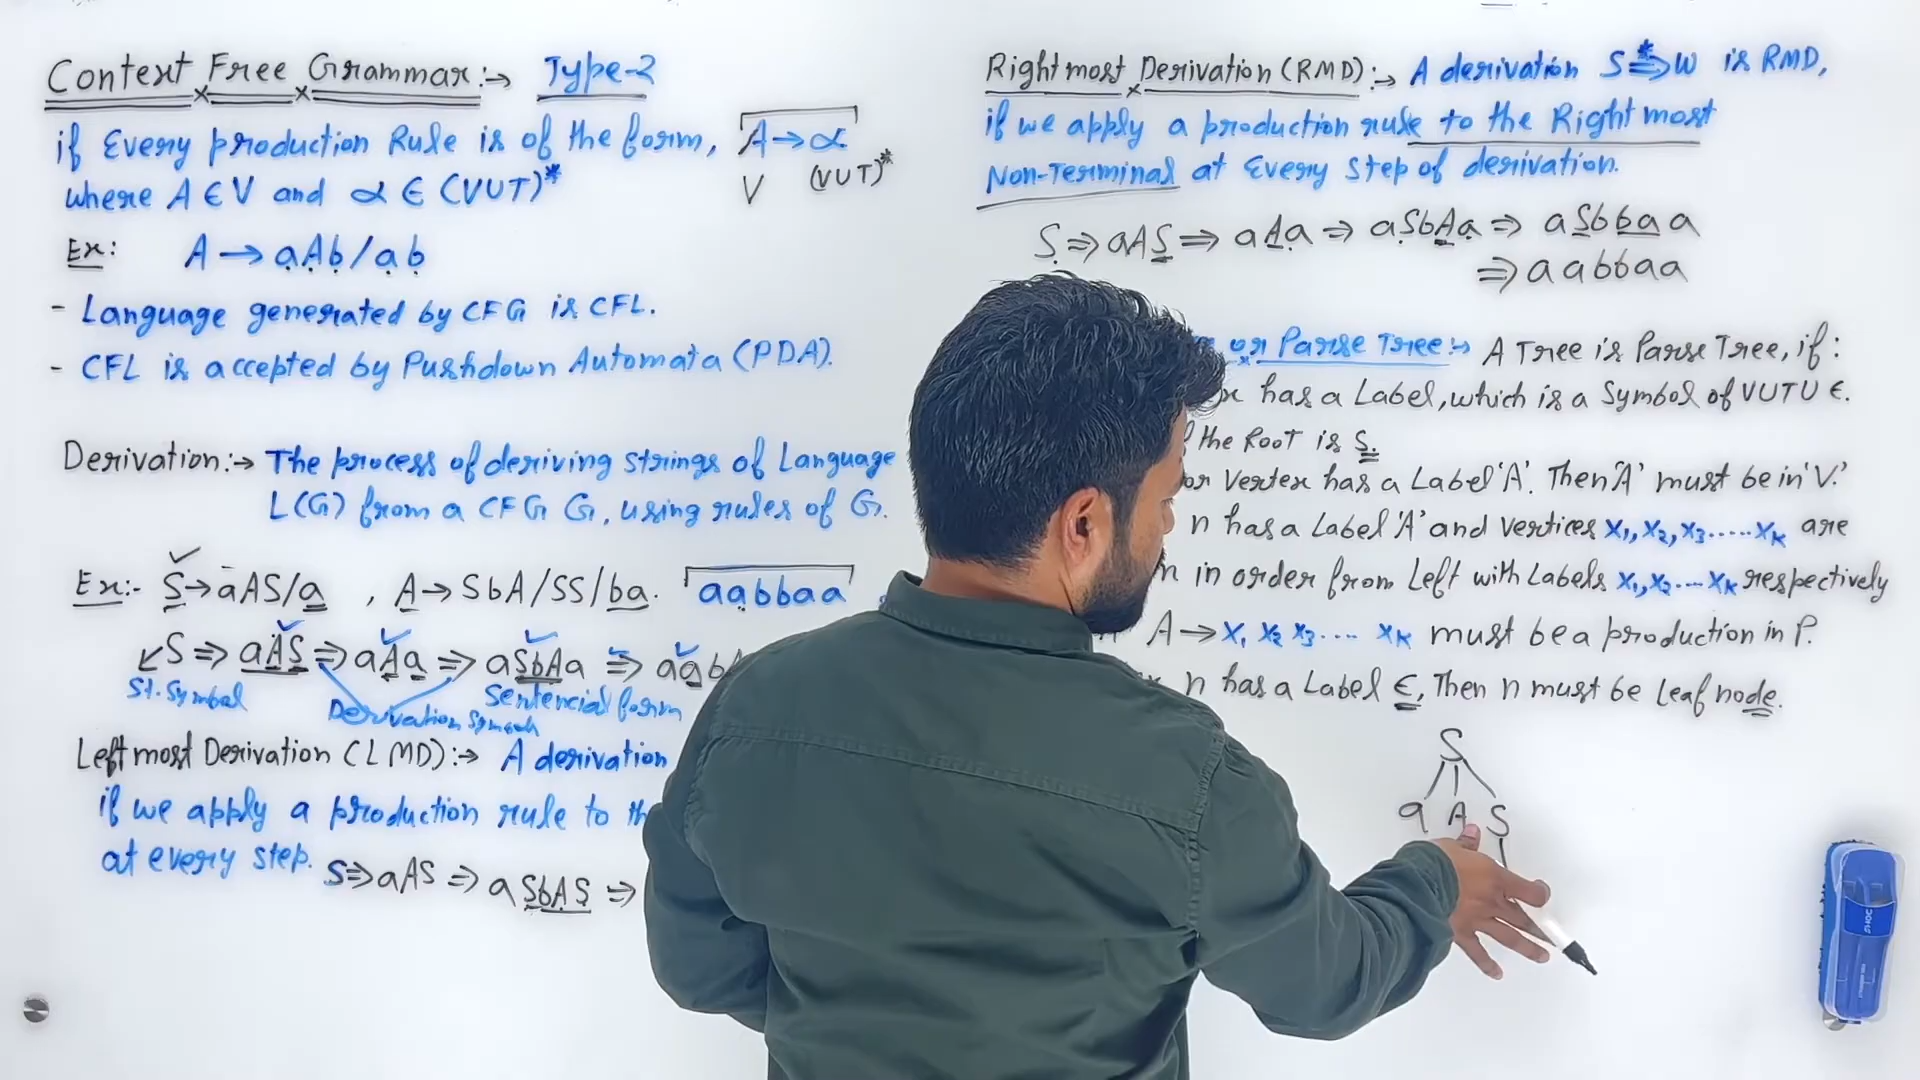 Context Free Grammar :→ Type-2
if Every production Rule is of the form, A → α
where A ∈ V and α ∈ (VUT)* V (VUT)*
Ex: A → aAb/ab
- Language generated by CFG is CFL.
- CFL is accepted by Pushdown Automata (PDA).
Derivation :→ The process of deriving strings of Language
L(G) from a CFG G, using rules of G.
Ex:- S → aAS/a , A → SbA/SS/ba. aabbaa
S ⇒ aAS ⇒ aAa ⇒ aSbAa ⇒ aab
St. Symbol Derivation Symbols Sentencial form
Leftmost Derivation (LMD) :→ A derivation
if we apply a production rule to
at every step. S ⇒ aAS ⇒ aSbAS ⇒
Rightmost Derivation (RMD) :→ A derivation S *⇒ W is RMD,
if we apply a production rule to the Rightmost
Non-Terminal at Every Step of derivation.
S ⇒ aAS ⇒ aAa ⇒ aSbAa ⇒ aSbbaa
⇒ aabbaa
or Parse Tree :→ A Tree is Parse Tree, if :
has a Label, which is a Symbol of VUTU ∈.
the Root is S.
Vertex has a Label 'A'. Then 'A' must be in 'V.'
n has a Label 'A' and Vertices X1, X2, X3.....XK are
in order from Left with Labels X1, X2....XK respectively
A → X1 X2 X3.... XK must be a production in P.
n has a Label ∈, Then n must be Leaf node.
S
a A S